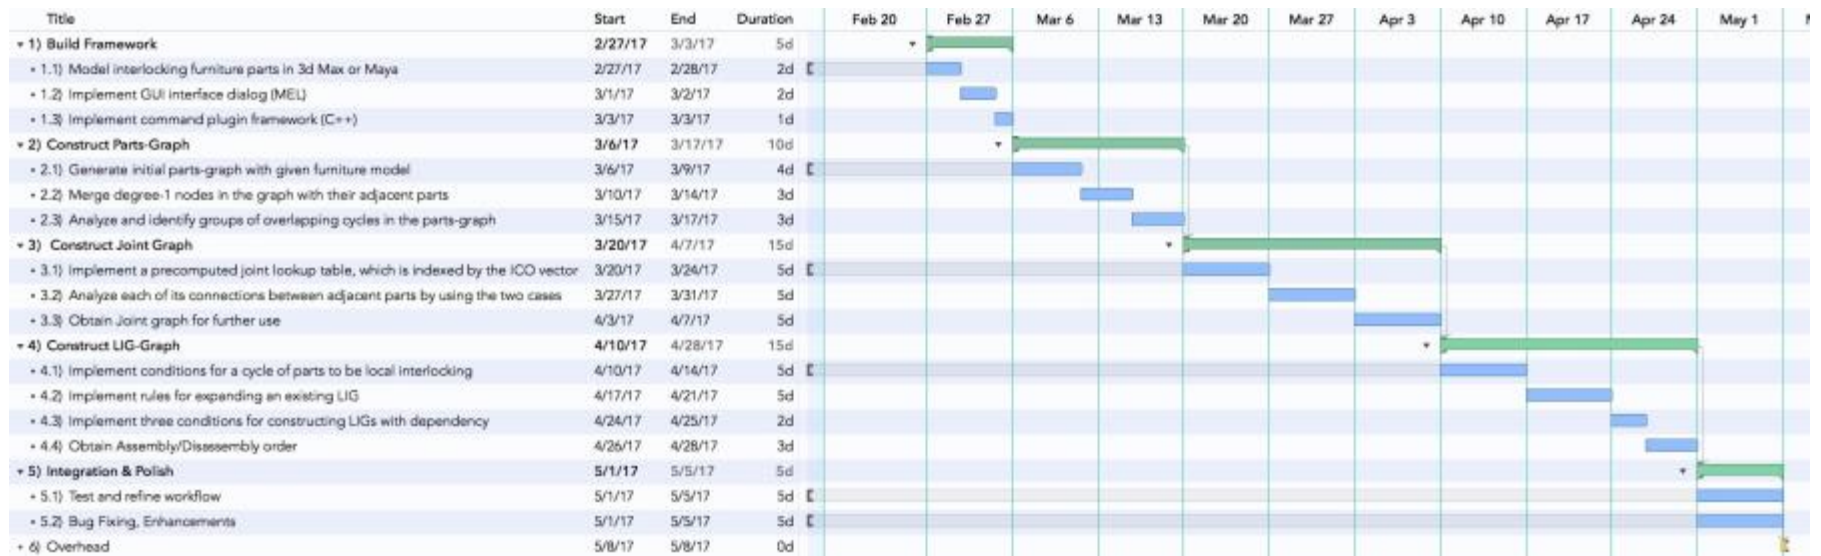 Title Start End Duration Feb 20 Feb 27 Mar 6 Mar 13 Mar 20 Mar 27 Apr 3 Apr 10 Apr 17 Apr 24 May 1
1) Build Framework 2/27/17 3/3/17 5d
1.1) Model interlocking furniture parts in 3d Max or Maya 2/27/17 2/28/17 2d
1.2) Implement GUI interface dialog (MEL) 3/1/17 3/2/17 2d
1.3) Implement command plugin framework (C++) 3/3/17 3/3/17 1d
2) Construct Parts-Graph 3/6/17 3/17/17 10d
2.1) Generate initial parts-graph with given furniture model 3/6/17 3/9/17 4d
2.2) Merge degree-1 nodes in the graph with their adjacent parts 3/10/17 3/14/17 3d
2.3) Analyze and identify groups of overlapping cycles in the parts-graph 3/15/17 3/17/17 3d
3) Construct Joint Graph 3/20/17 4/7/17 15d
3.1) Implement a precomputed joint lookup table, which is indexed by the ICO vector 3/20/17 3/24/17 5d
3.2) Analyze each of its connections between adjacent parts by using the two cases 3/27/17 3/31/17 5d
3.3) Obtain Joint graph for further use 4/3/17 4/7/17 5d
4) Construct LIG-Graph 4/10/17 4/28/17 15d
4.1) Implement conditions for a cycle of parts to be local interlocking 4/10/17 4/14/17 5d
4.2) Implement rules for expanding an existing LIG 4/17/17 4/21/17 5d
4.3) Implement three conditions for constructing LIGs with dependency 4/24/17 4/25/17 2d
4.4) Obtain Assembly/Disassembly order 4/26/17 4/28/17 3d
5) Integration & Polish 5/1/17 5/5/17 5d
5.1) Test and refine workflow 5/1/17 5/5/17 5d
5.2) Bug Fixing, Enhancements 5/1/17 5/5/17 5d
6) Overhead 5/8/17 5/8/17 0d